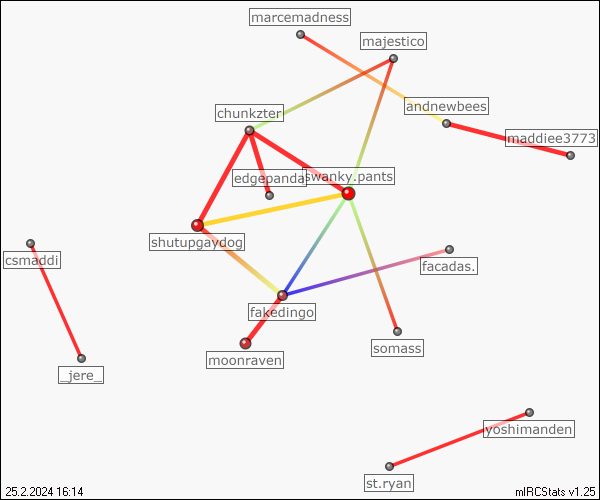 marcemadness
majestico
andnewbees
chunkzter
maddiee3773
edgepanda
swanky.pants
shutupgaydog
csmaddi
facadas.
fakedingo
somass
moonraven
_jere_
yoshimanden
st.ryan
25.2.2024 16:14
mIRCStats v1.25